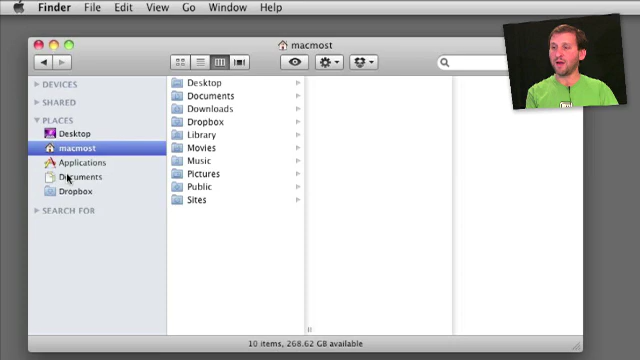 Finder File Edit View Go Window Help
macmost
DEVICES
SHARED
PLACES
Desktop
macmost
Applications
Documents
Dropbox
SEARCH FOR
Desktop
Documents
Downloads
Dropbox
Library
Movies
Music
Pictures
Public
Sites
10 items, 268.62 GB available